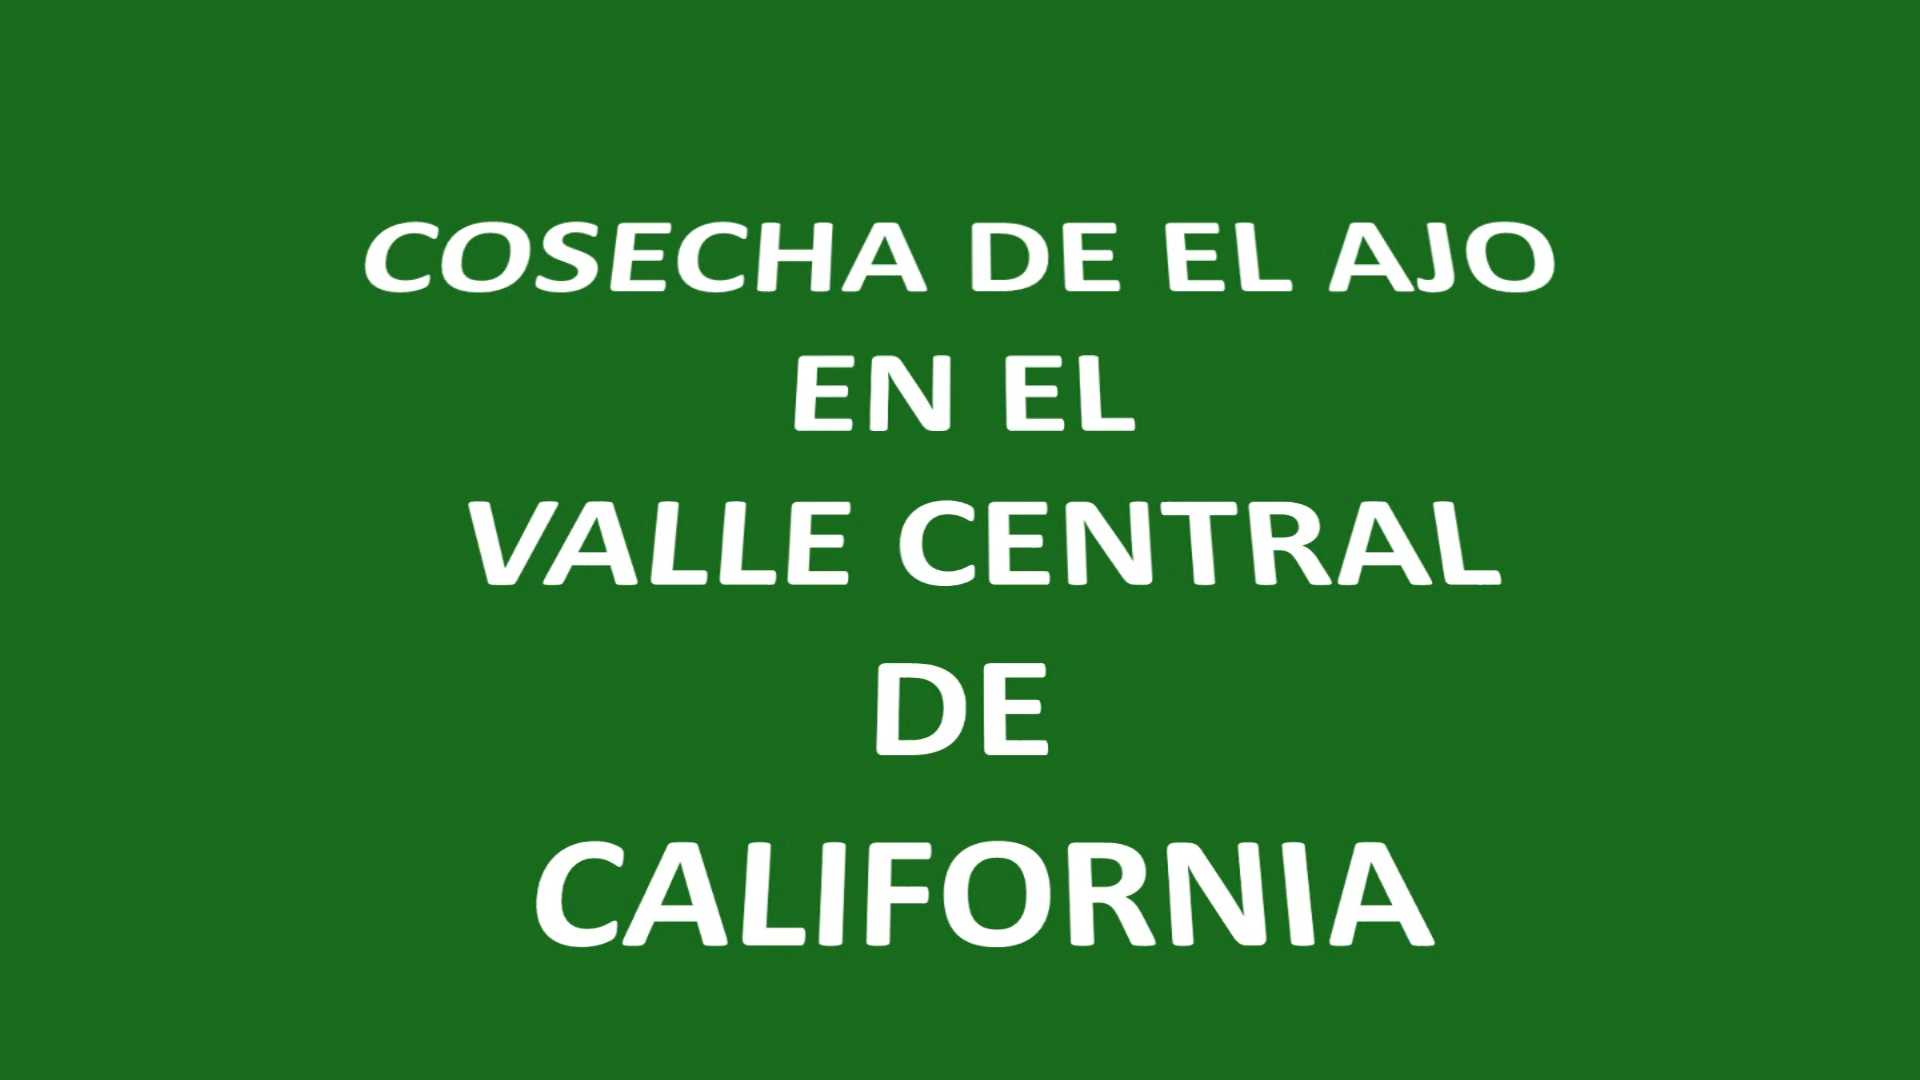 COSECHA DE EL AJO
EN EL
VALLE CENTRAL
DE
CALIFORNIA